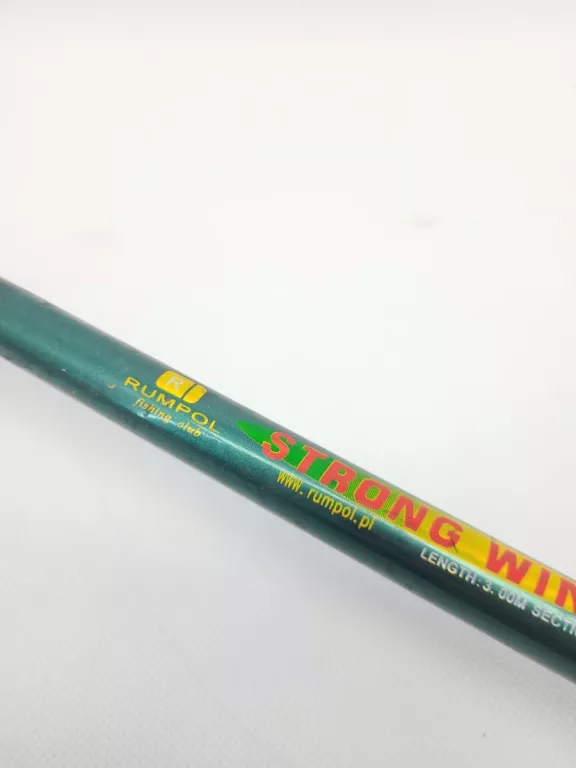 R
RUMPOL
fishing club
STRONG WIN
www.rumpol.pl
LENGTH:3.00M SECTI